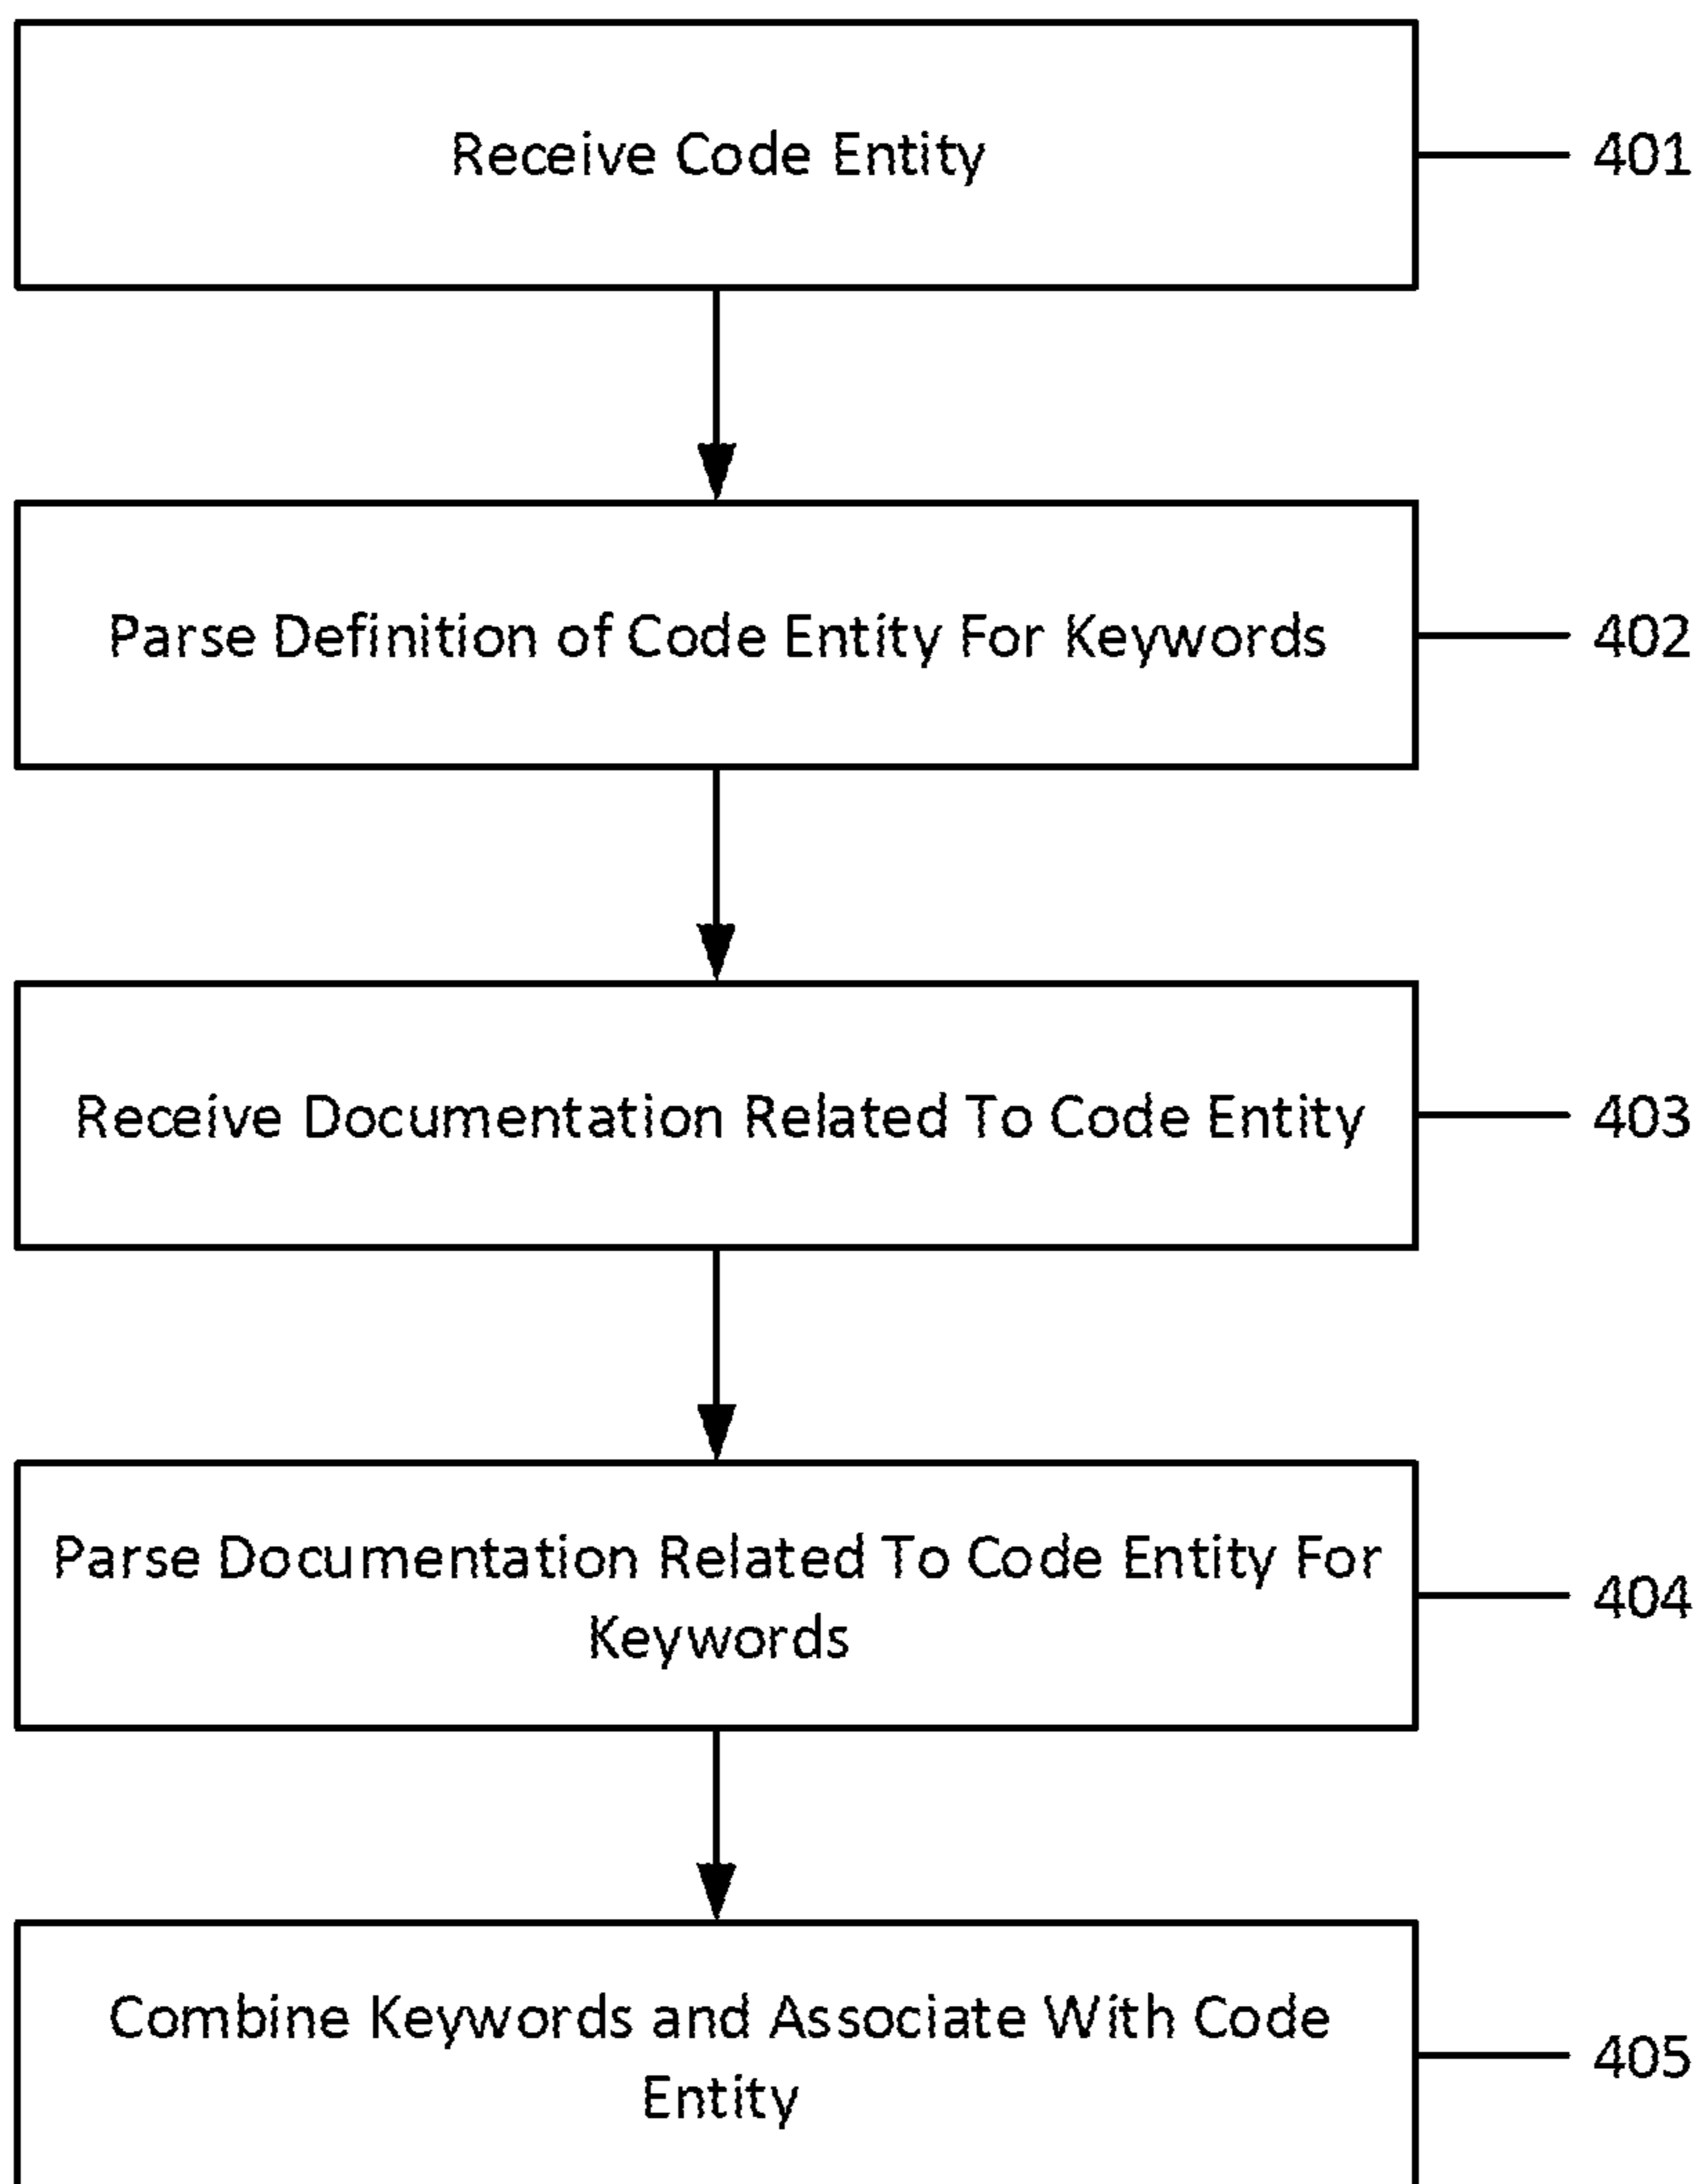 Receive Code Entity
401
Parse Definition of Code Entity For Keywords
402
Receive Documentation Related To Code Entity
403
Parse Documentation Related To Code Entity For
Keywords
404
Combine Keywords and Associate With Code
Entity
405